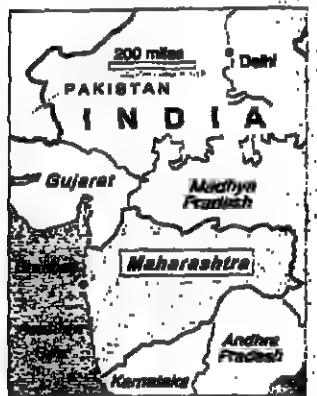 200 miles
Delhi
PAKISTAN
INDIA
Gujarat
Madhya
Pradesh
Maharashtra
Andhra
Pradesh
Karnataka